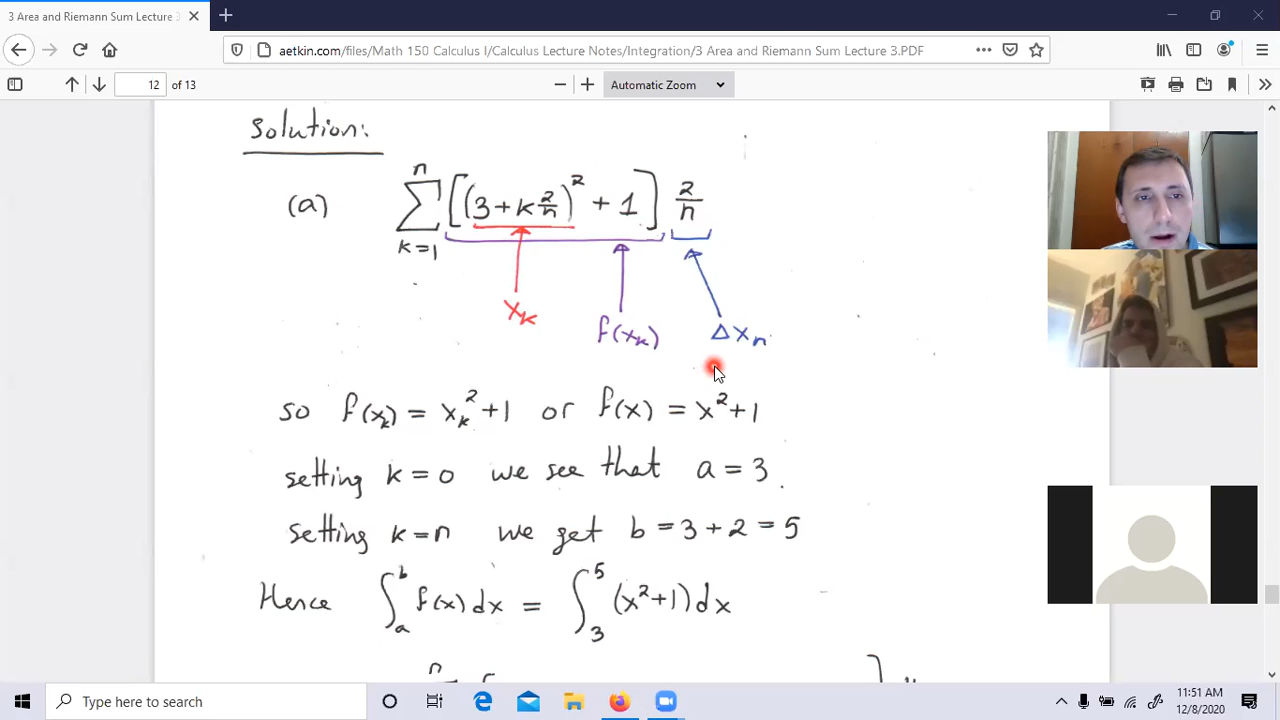 3 Area and Riemann Sum Lecture 3
aetkin.com/files/Math 150 Calculus I/Calculus Lecture Notes/Integration/3 Area and Riemann Sum Lecture 3.PDF
12 of 13
Automatic Zoom
Solution:
(a) n ∑ k=1 [(3+k 2/n)² + 1] 2/n
x_k
f(x_k)
Δx_n
so f(x_k) = x_k²+1 or f(x) = x²+1
setting k=0 we see that a=3.
setting k=n we get b=3+2=5
Hence ∫_a^b f(x)dx = ∫_3^5 (x²+1)dx
n
Type here to search
11:51 AM
12/8/2020